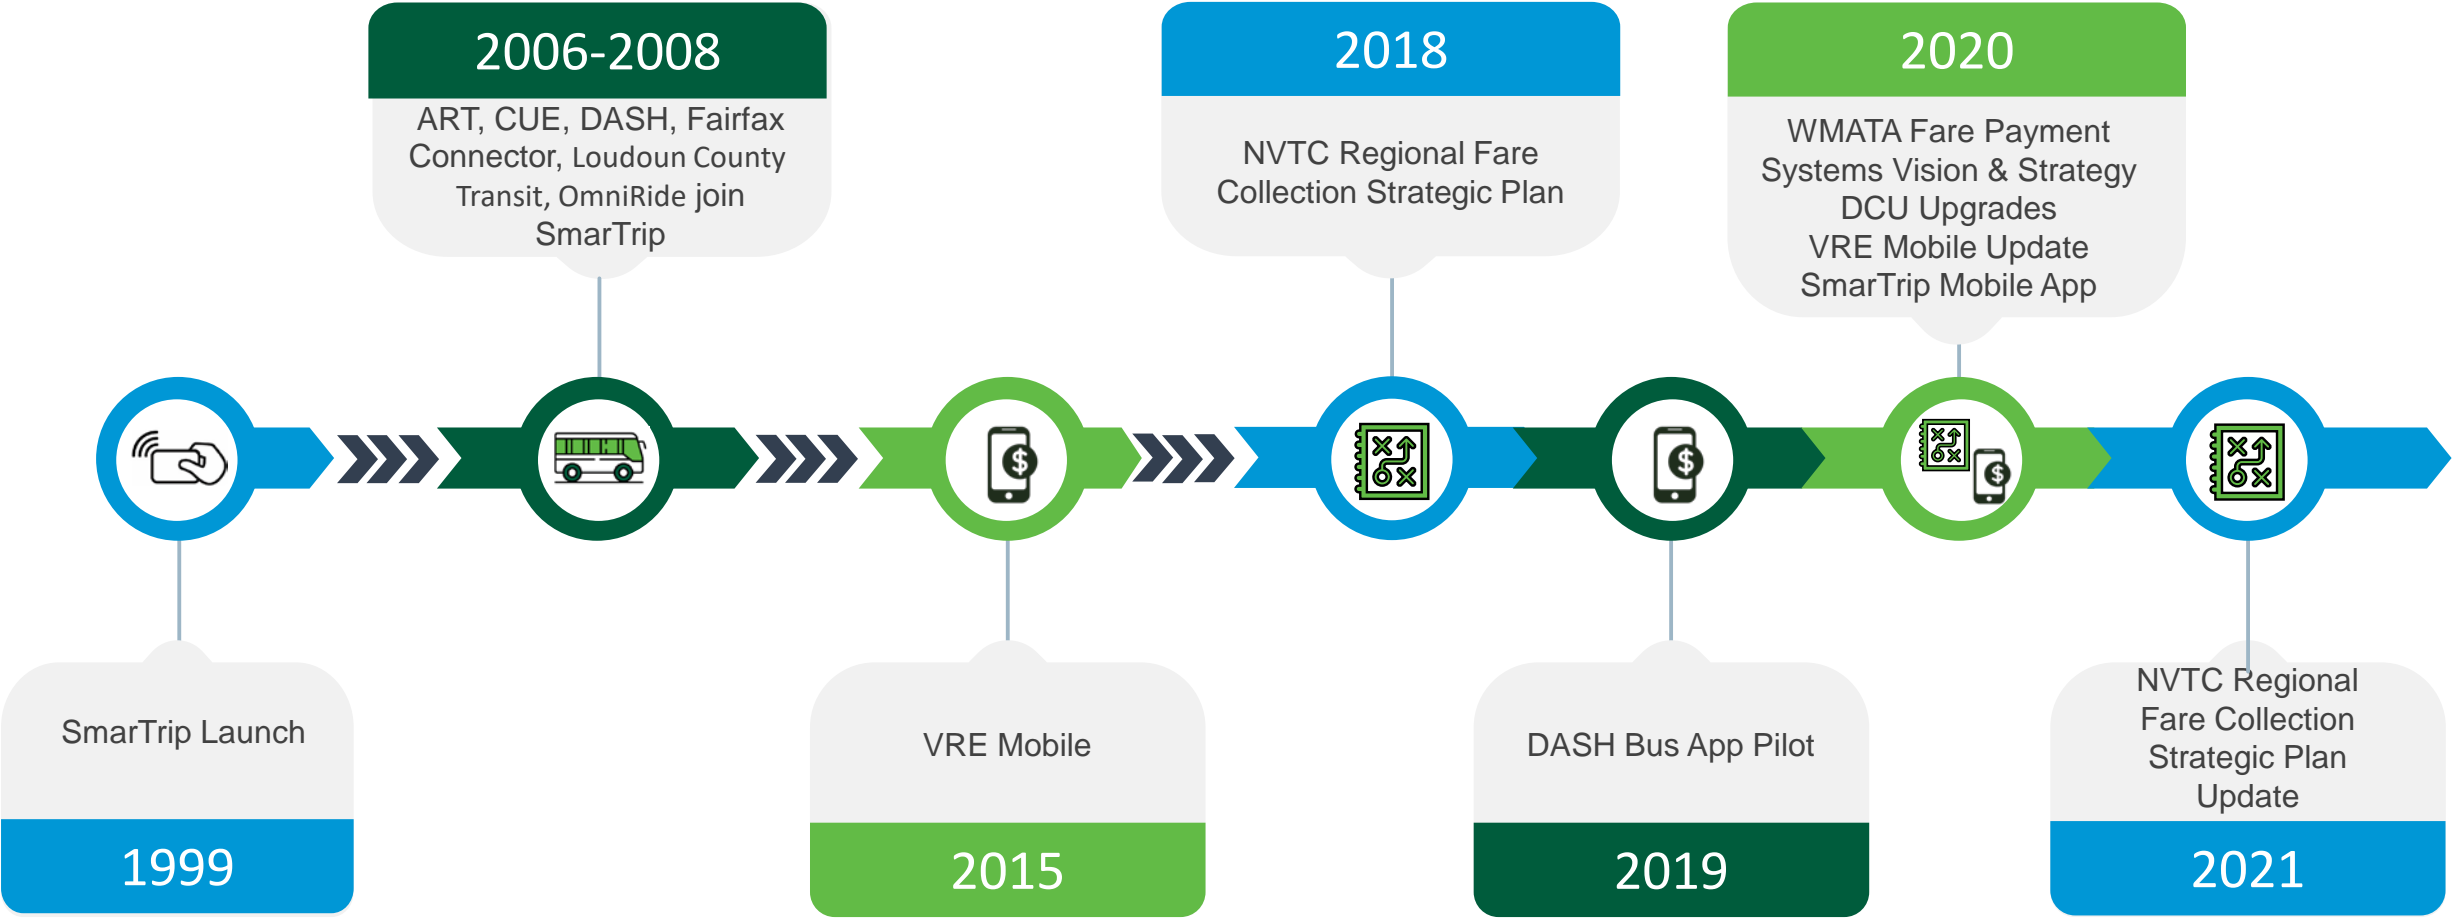 2006-2008
ART, CUE, DASH, Fairfax
Connector, Loudoun County
Transit, OmniRide join
SmarTrip
2018
NVTC Regional Fare
Collection Strategic Plan
2020
WMATA Fare Payment
Systems Vision & Strategy
DCU Upgrades
VRE Mobile Update
SmarTrip Mobile App
$
$
$
SmarTrip Launch
1999
VRE Mobile
2015
DASH Bus App Pilot
2019
NVTC Regional
Fare Collection
Strategic Plan
Update
2021